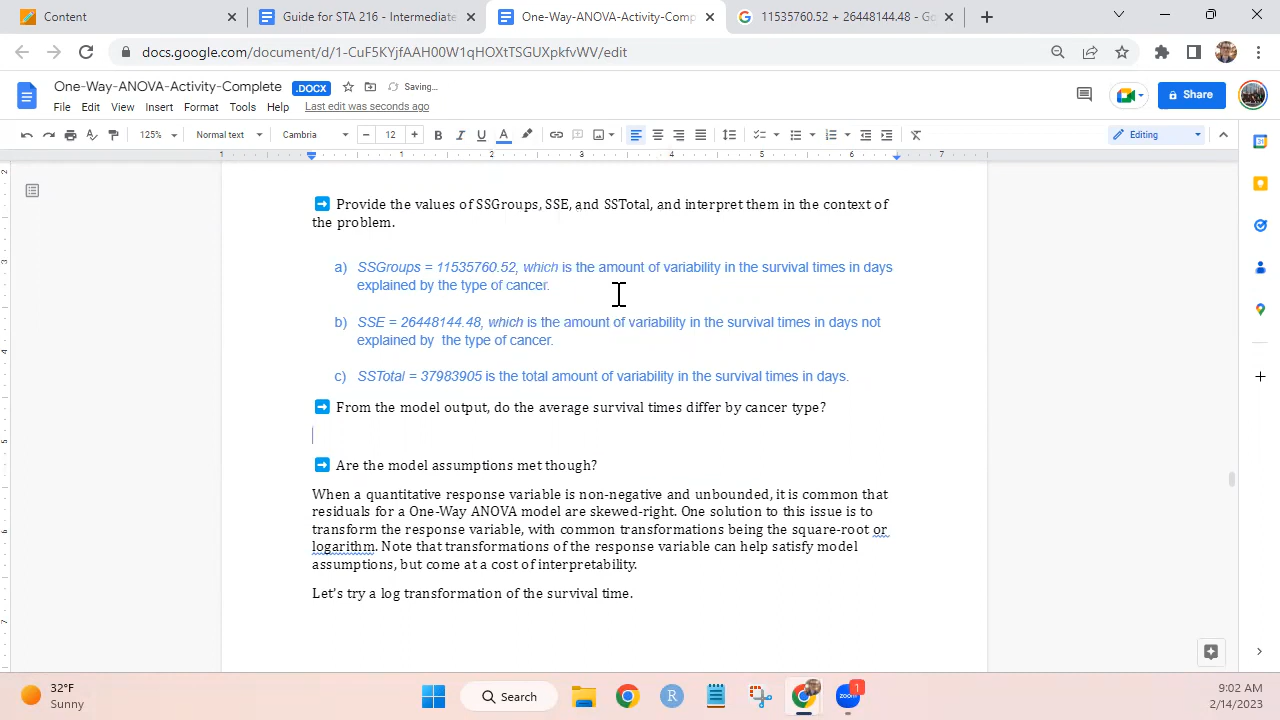 Content
Guide for STA 216 - Intermediate
One-Way-ANOVA-Activity-Comp
11535760.52 + 26448144.48 - Go
docs.google.com/document/d/1-CuF5KYjfAAH00W1qHOXtTSGUXpkfvWV/edit
One-Way-ANOVA-Activity-Complete
.DOCX
Saving...
File Edit View Insert Format Tools Help Last edit was seconds ago
Share
125% Normal text Cambria 12 B I U A Editing
1 1 2 3 4 5 6 7
➡ Provide the values of SSGroups, SSE, and SSTotal, and interpret them in the context of
the problem.
a) SSGroups = 11535760.52, which is the amount of variability in the survival times in days
explained by the type of cancer.
b) SSE = 26448144.48, which is the amount of variability in the survival times in days not
explained by the type of cancer.
c) SSTotal = 37983905 is the total amount of variability in the survival times in days.
➡ From the model output, do the average survival times differ by cancer type?
➡ Are the model assumptions met though?
When a quantitative response variable is non-negative and unbounded, it is common that
residuals for a One-Way ANOVA model are skewed-right. One solution to this issue is to
transform the response variable, with common transformations being the square-root or
logarithm. Note that transformations of the response variable can help satisfy model
assumptions, but come at a cost of interpretability.
Let's try a log transformation of the survival time.
32°F
Sunny
Search
R
zoom
1
9:02 AM
2/14/2023